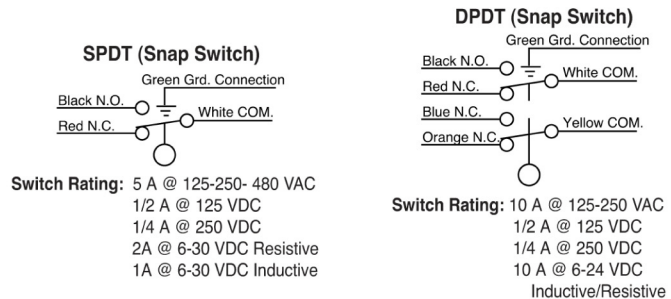 SPDT (Snap Switch)
Green Grd. Connection
Black N.O.
White COM.
Red N.C.
Switch Rating: 5 A @ 125-250- 480 VAC
1/2 A @ 125 VDC
1/4 A @ 250 VDC
2A @ 6-30 VDC Resistive
1A @ 6-30 VDC Inductive
DPDT (Snap Switch)
Green Grd. Connection
Black N.O.
White COM.
Red N.C.
Blue N.C.
Yellow COM.
Orange N.C.
Switch Rating: 10 A @ 125-250 VAC
1/2 A @ 125 VDC
1/4 A @ 250 VDC
10 A @ 6-24 VDC
Inductive/Resistive